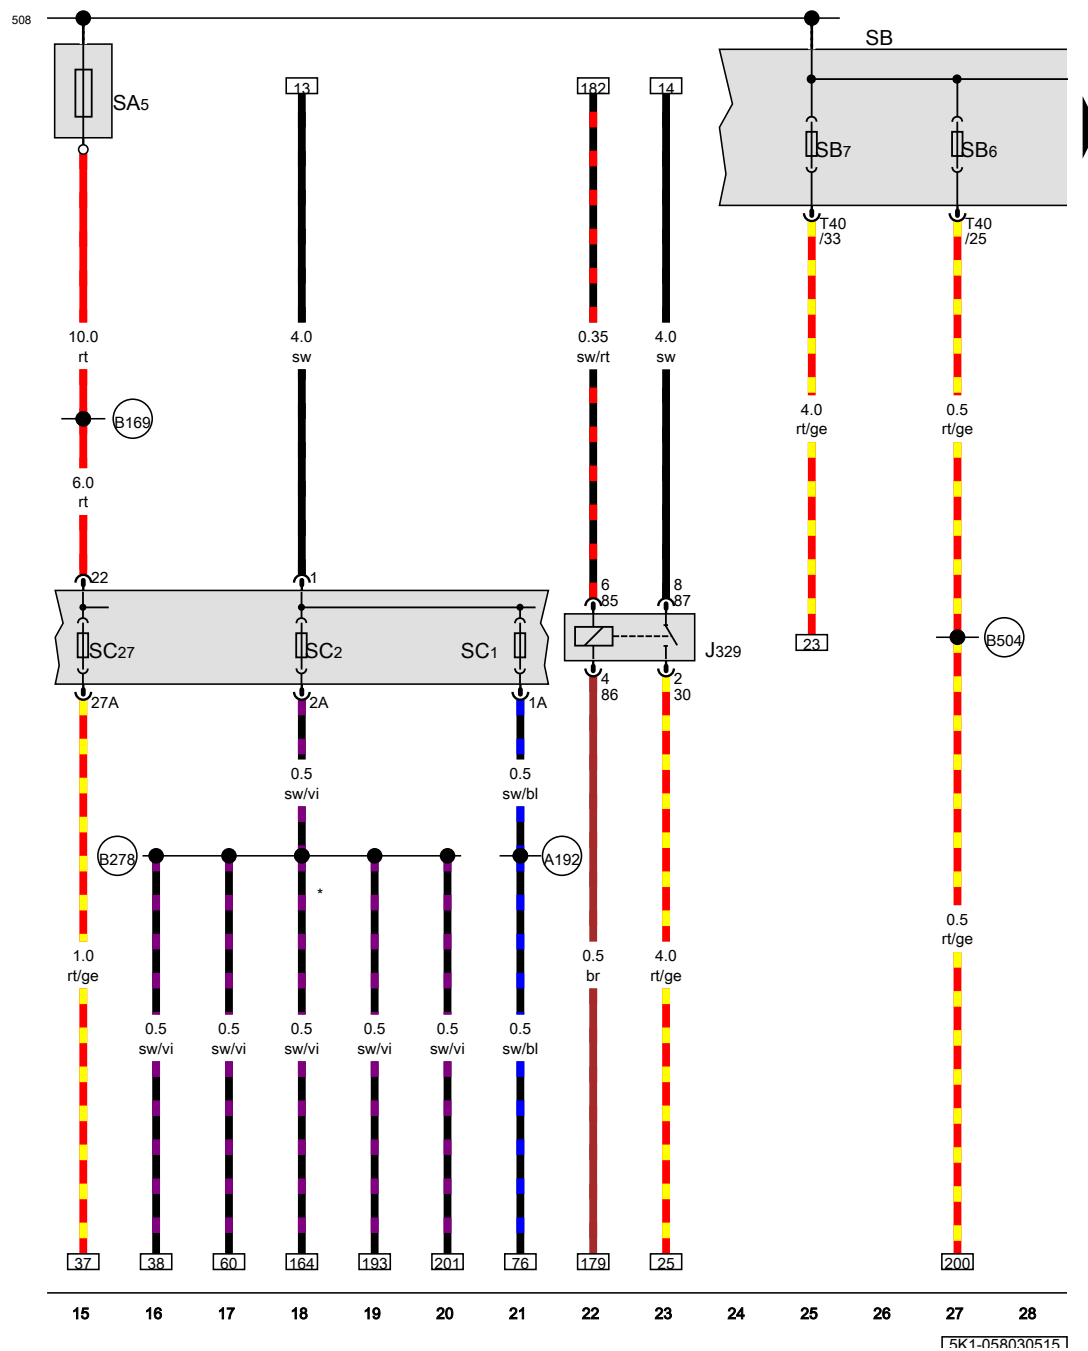 508
SB
SA5
13
182
14
SB7
SB6
T40
/33
T40
/25
10.0
rt
4.0
sw
0.35
sw/rt
4.0
sw
4.0
rt/ge
0.5
rt/ge
B169
6.0
rt
22
1
6
85
8
87
SC27
SC2
SC1
J329
23
B504
27A
2A
1A
4
86
2
30
0.5
sw/vi
0.5
sw/bl
B278
A192
*
1.0
rt/ge
0.5
br
4.0
rt/ge
0.5
rt/ge
0.5
sw/vi
0.5
sw/vi
0.5
sw/vi
0.5
sw/vi
0.5
sw/vi
0.5
sw/bl
37
38
60
164
193
201
76
179
25
200
15 16 17 18 19 20 21 22 23 24 25 26 27 28
5K1-058030515